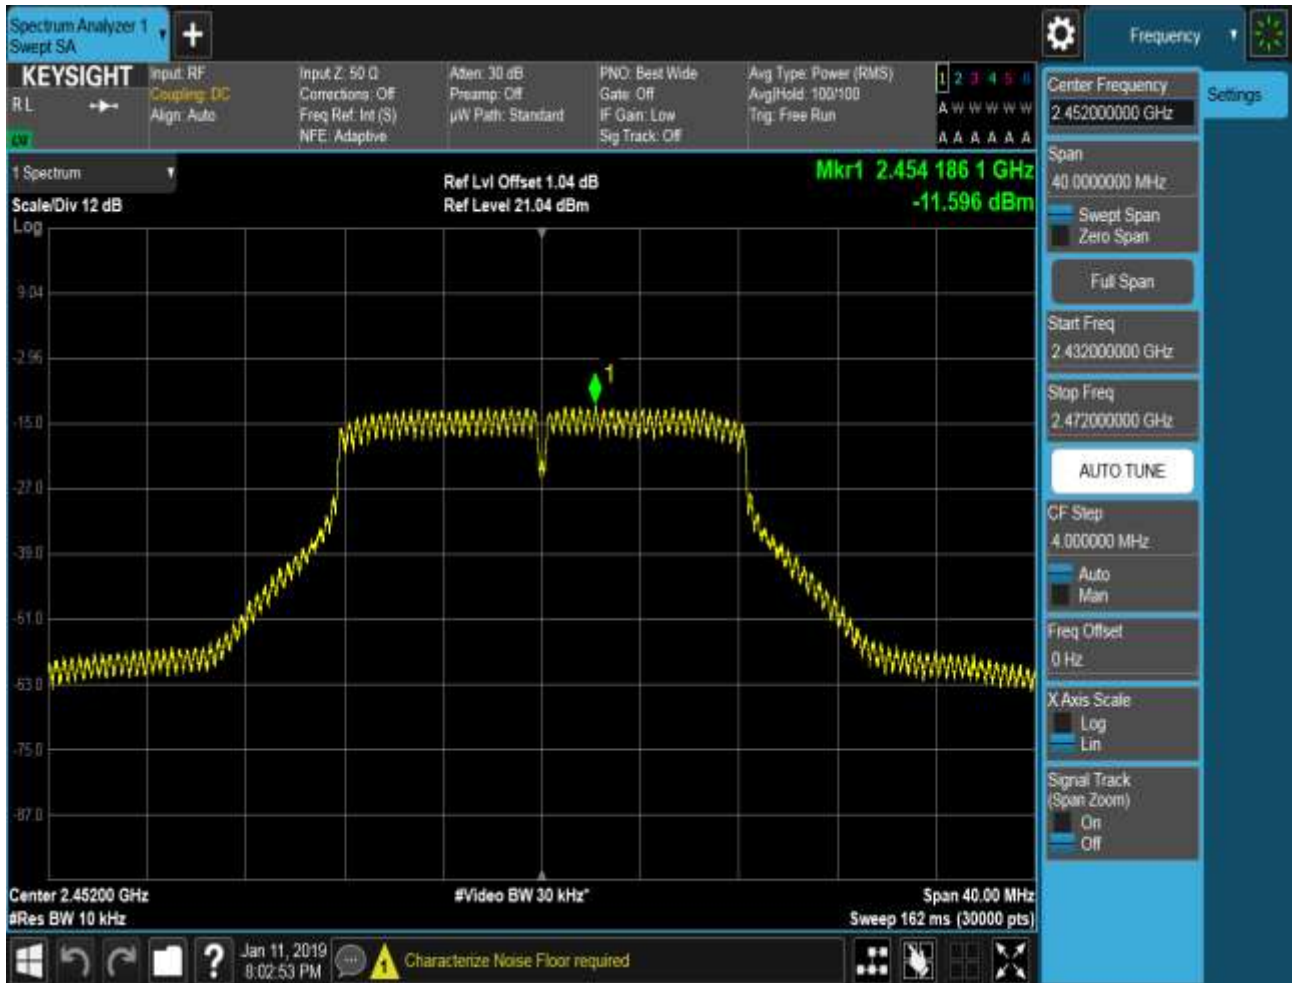 Spectrum Analyzer 1
Swept SA
+
Frequency
KEYSIGHT
R L
Input: RF
Coupling: DC
Align: Auto
Input Z: 50 Ω
Corrections: Off
Freq Ref: Int (S)
NFE: Adaptive
Atten: 30 dB
Preamp: Off
µW Path: Standard
PNO: Best Wide
Gate: Off
IF Gain: Low
Sig Track: Off
Avg Type: Power (RMS)
Avg|Hold: 100/100
Trig: Free Run
1 2 3 4 5 6
A W W W W W
A A A A A A
1 Spectrum
Scale/Div 12 dB
Log
Ref Lvl Offset 1.04 dB
Ref Level 21.04 dBm
Mkr1 2.454 186 1 GHz
-11.596 dBm
9.04
-2.96
-15.0
-27.0
-39.0
-51.0
-63.0
-75.0
-87.0
1
Center 2.45200 GHz
#Res BW 10 kHz
#Video BW 30 kHz*
Span 40.00 MHz
Sweep 162 ms (30000 pts)
Center Frequency
2.452000000 GHz
Settings
Span
40.0000000 MHz
Swept Span
Zero Span
Full Span
Start Freq
2.432000000 GHz
Stop Freq
2.472000000 GHz
AUTO TUNE
CF Step
4.000000 MHz
Auto
Man
Freq Offset
0 Hz
X Axis Scale
Log
Lin
Signal Track
(Span Zoom)
On
Off
?
Jan 11, 2019
8:02:53 PM
1
Characterize Noise Floor required